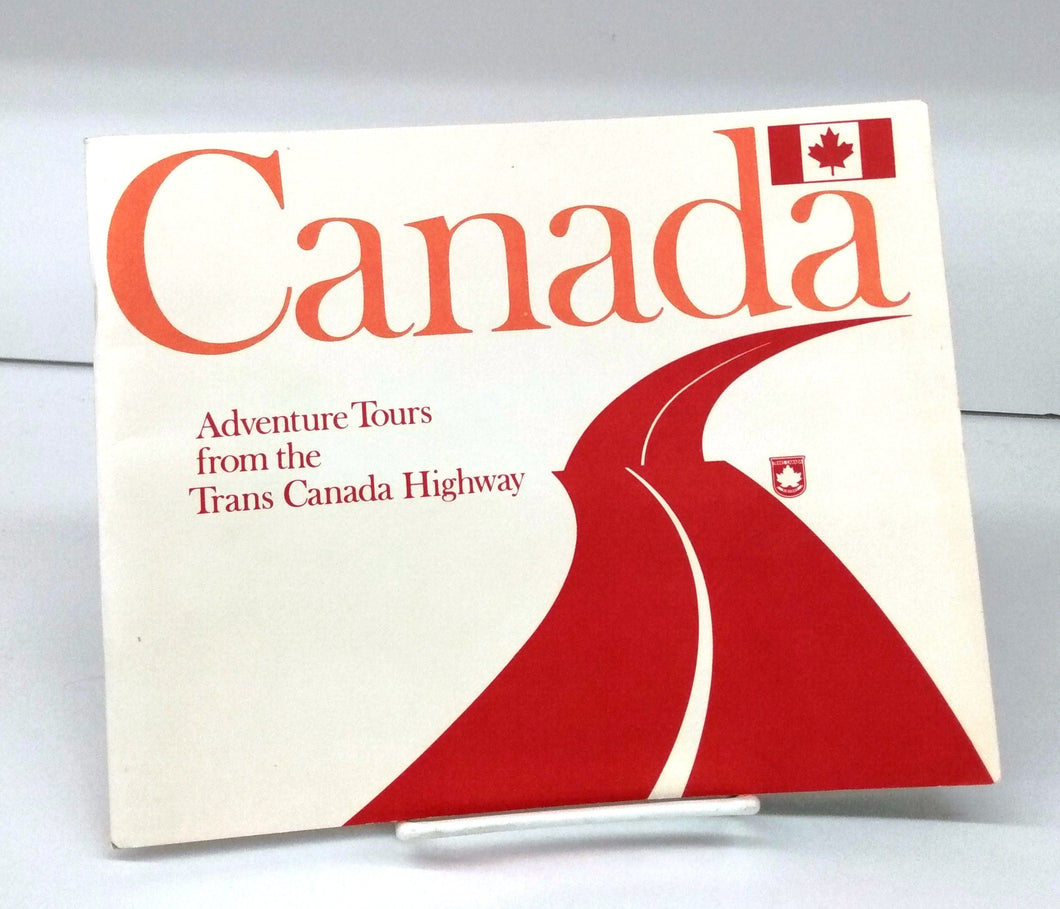 Canada
Adventure Tours
from the
Trans Canada Highway